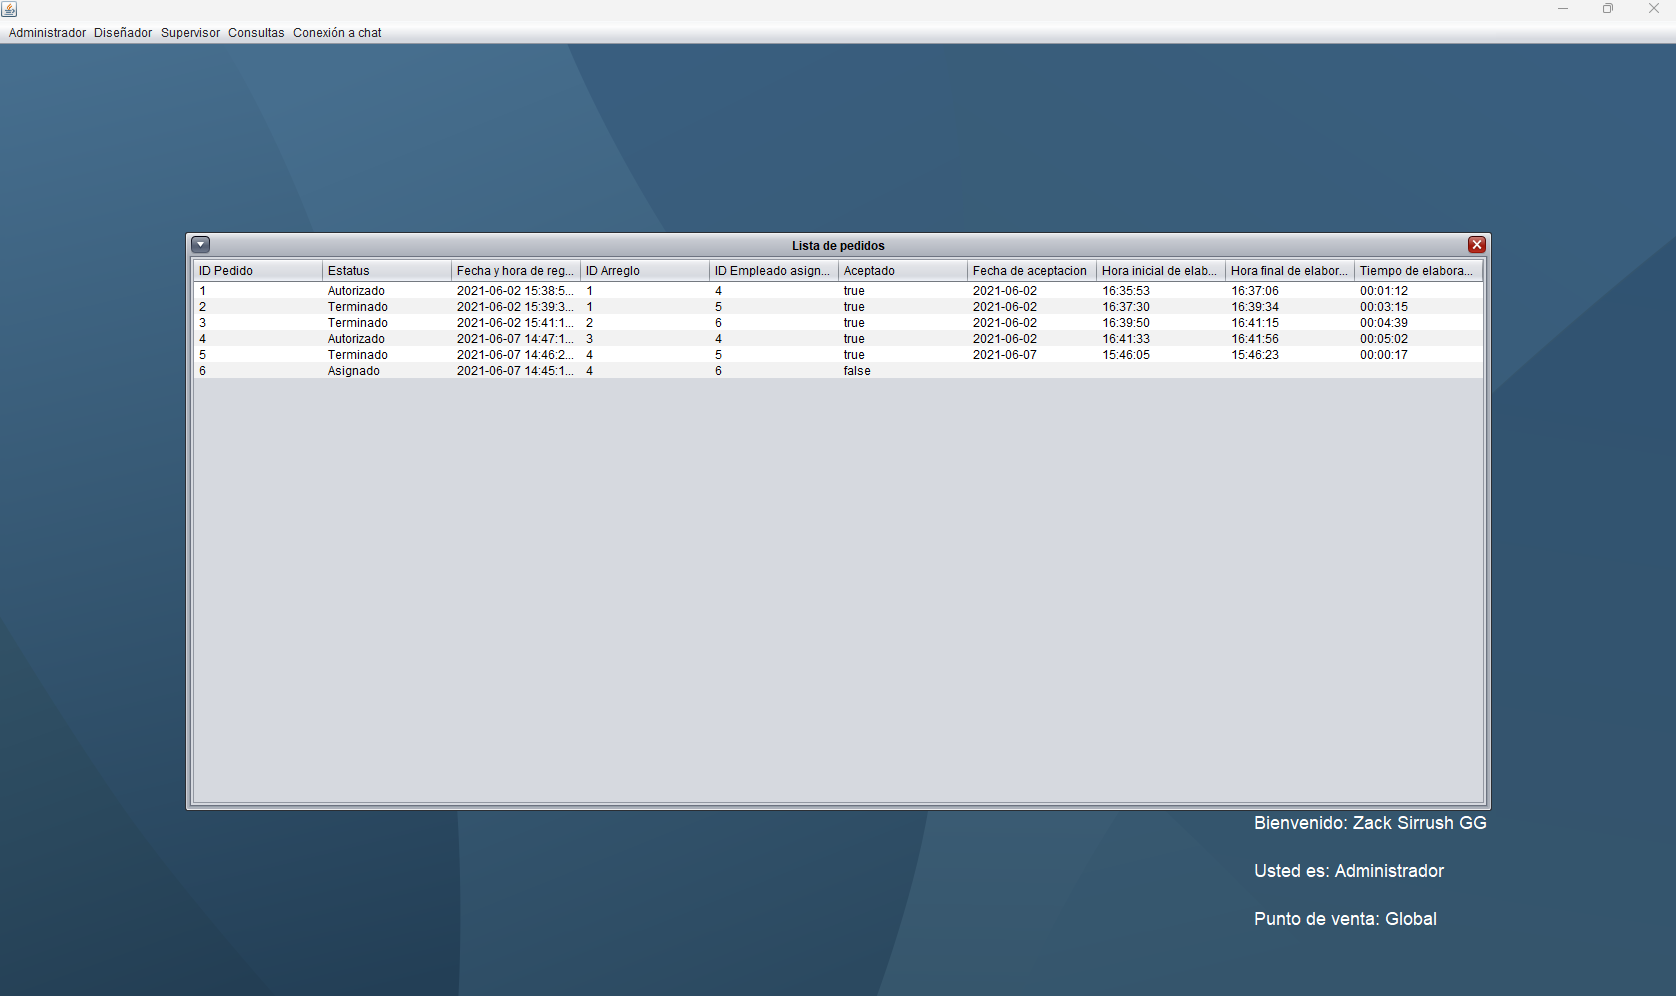 Administrador Diseñador Supervisor Consultas Conexión a chat
Lista de pedidos
ID Pedido Estatus Fecha y hora de reg... ID Arreglo ID Empleado asign... Aceptado Fecha de aceptacion Hora inicial de elab... Hora final de elabor... Tiempo de elabora...
1 Autorizado 2021-06-02 15:38:5... 1 4 true 2021-06-02 16:35:53 16:37:06 00:01:12
2 Terminado 2021-06-02 15:39:3... 1 5 true 2021-06-02 16:37:30 16:39:34 00:03:15
3 Terminado 2021-06-02 15:41:1... 2 6 true 2021-06-02 16:39:50 16:41:15 00:04:39
4 Autorizado 2021-06-07 14:47:1... 3 4 true 2021-06-02 16:41:33 16:41:56 00:05:02
5 Terminado 2021-06-07 14:46:2... 4 5 true 2021-06-07 15:46:05 15:46:23 00:00:17
6 Asignado 2021-06-07 14:45:1... 4 6 false
Bienvenido: Zack Sirrush GG
Usted es: Administrador
Punto de venta: Global